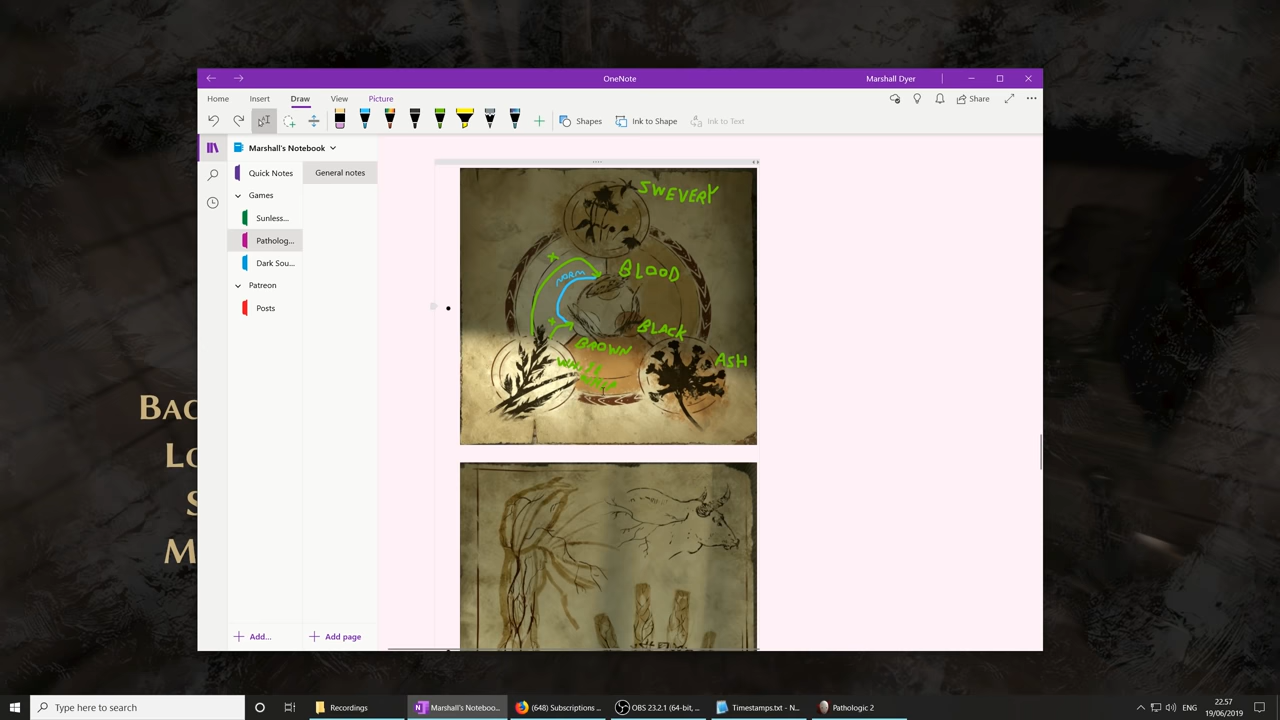 OneNote
Marshall Dyer
Home
Insert
Draw
View
Picture
Share
Shapes
Ink to Shape
Ink to Text
Marshall's Notebook
Quick Notes
General notes
Games
Sunless...
Patholog...
Dark Sou...
Patreon
Posts
SWEVERY
BLOOD
NORM
BLACK
BROWN
ASH
Add...
Add page
Type here to search
Recordings
Marshall's Noteboo...
(648) Subscriptions ...
OBS 23.2.1 (64-bit, ...
Timestamps.txt - N...
Pathologic 2
ENG
22:57
19/06/2019